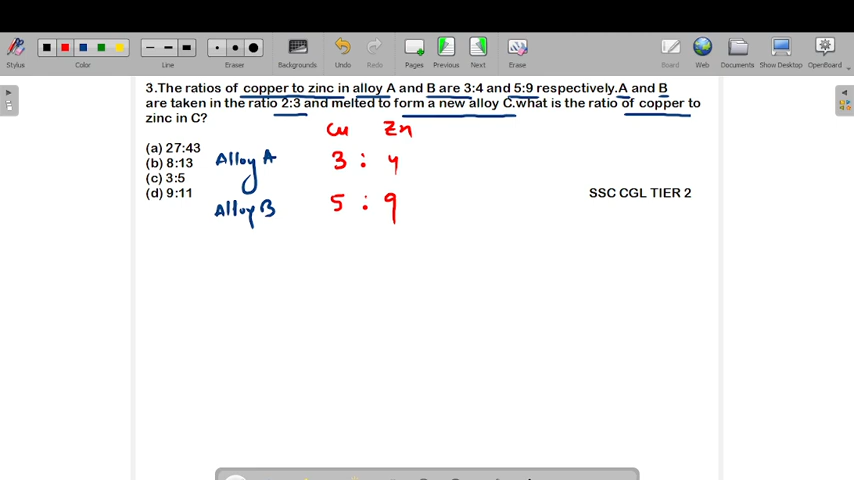 Stylus
Color
Line
Eraser
Backgrounds
Undo
Redo
Pages
Previous
Next
Erase
Board
Web
Documents
Show Desktop
OpenBoard
3.The ratios of copper to zinc in alloy A and B are 3:4 and 5:9 respectively.A and B
are taken in the ratio 2:3 and melted to form a new alloy C.what is the ratio of copper to
zinc in C?
Cu Zn
(a) 27:43
Alloy A 3 : 4
(b) 8:13
(c) 3:5
(d) 9:11
SSC CGL TIER 2
Alloy B 5 : 9